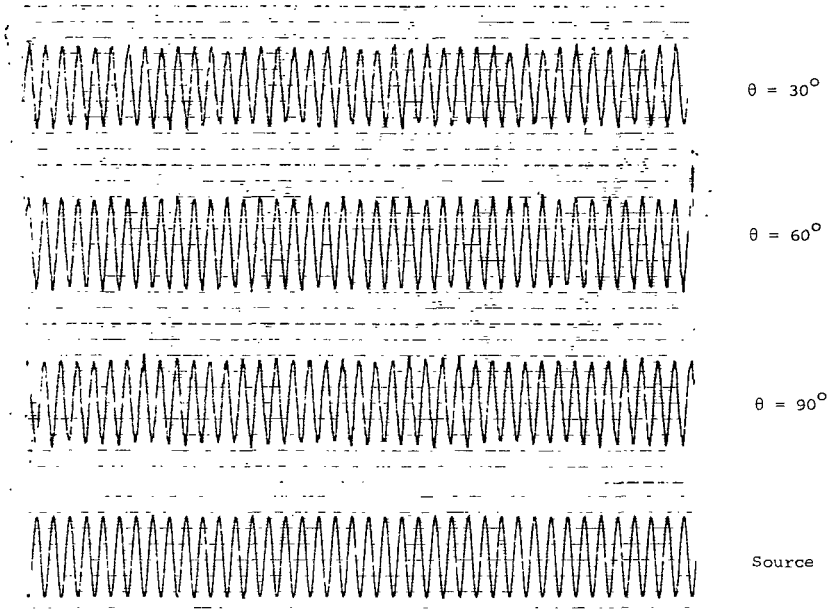 θ = 30°
θ = 60°
θ = 90°
Source